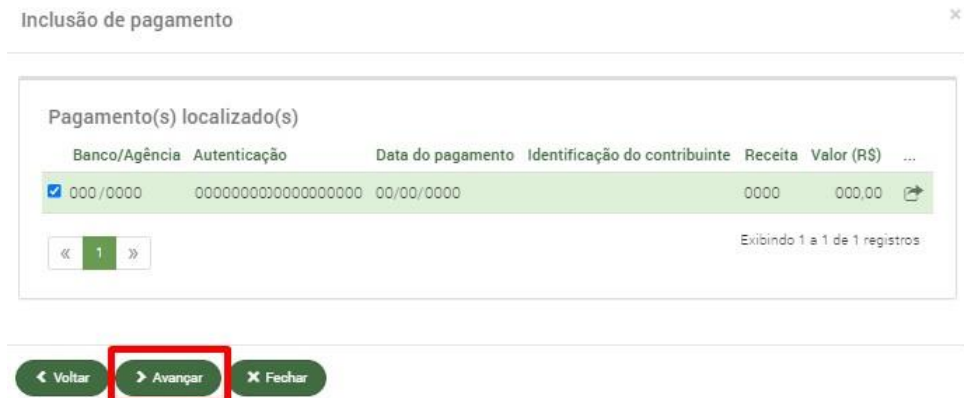 Inclusão de pagamento ×
Pagamento(s) localizado(s)
Banco/Agência Autenticação Data do pagamento Identificação do contribuinte Receita Valor (R$) ...
000/0000 0000000000000000000 00/00/0000 0000 000,00
« 1 »
Exibindo 1 a 1 de 1 registros
Voltar Avançar Fechar